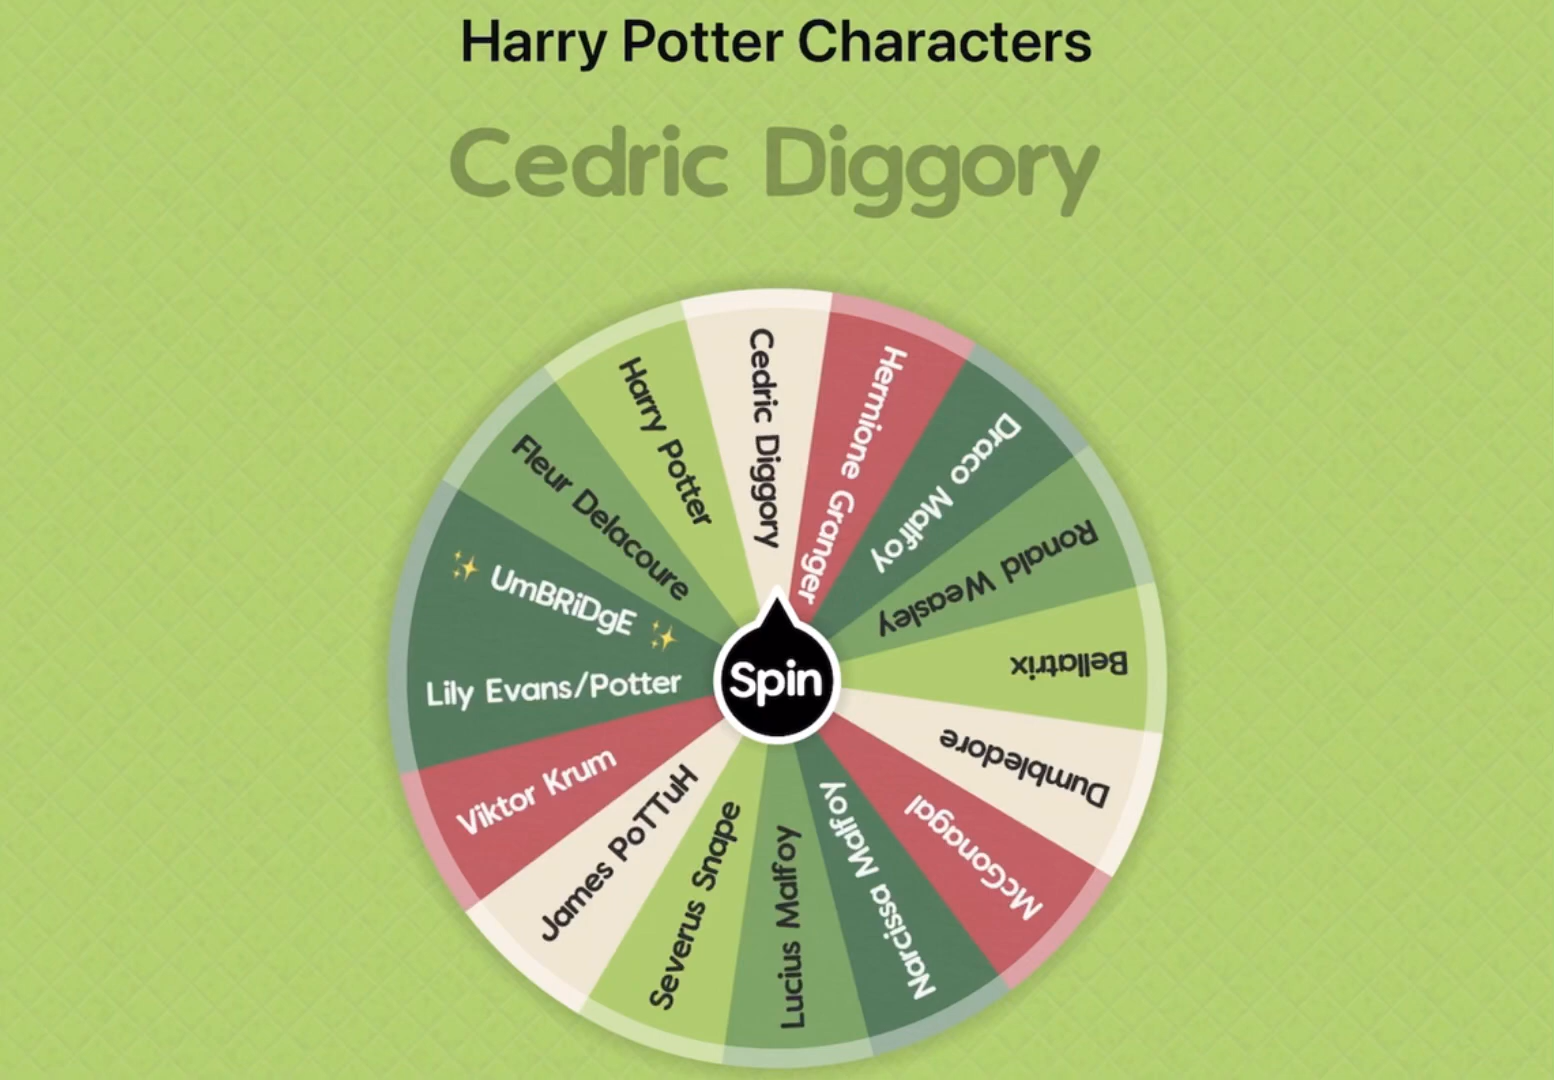 Harry Potter Characters
Cedric Diggory
Cedric Diggory
Hermione Granger
Draco Malfoy
Ronald Weasley
Bellatrix
Dumbledore
McGonagal
Narcissa Malfoy
Lucius Malfoy
Severus Snape
James PoTTuH
Viktor Krum
Lily Evans/Potter
✨ UmBRiDgE ✨
Fleur Delacoure
Harry Potter
Spin